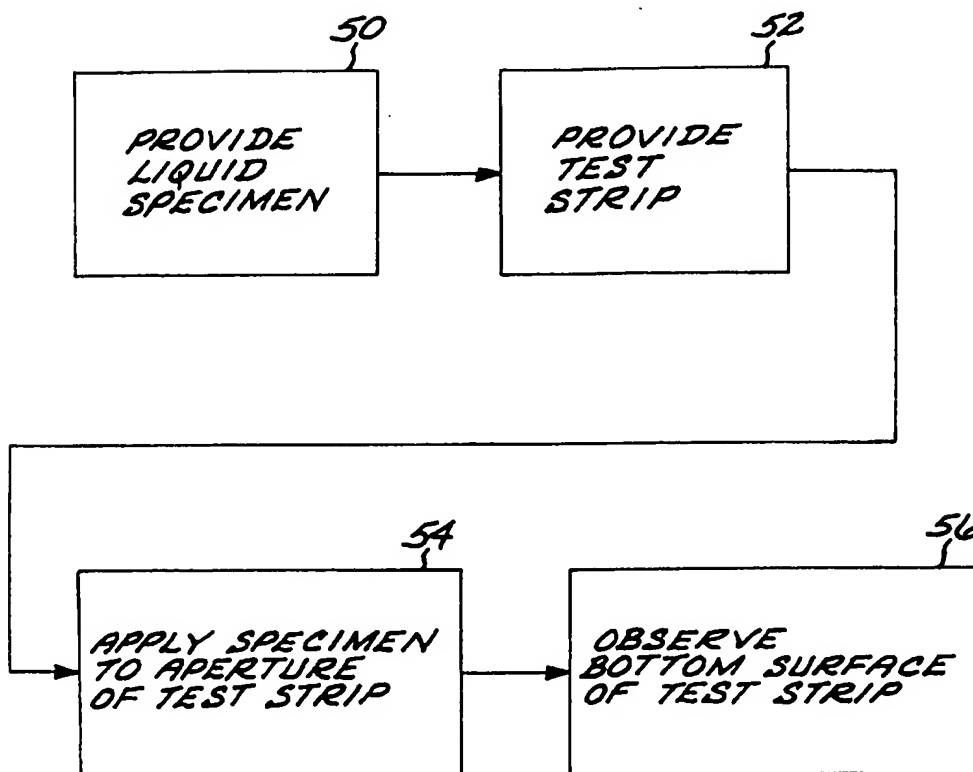 50
52
PROVIDE
LIQUID
SPECIMEN
PROVIDE
TEST
STRIP
54
56
APPLY SPECIMEN
TO APERTURE
OF TEST STRIP
OBSERVE
BOTTOM SURFACE
OF TEST STRIP